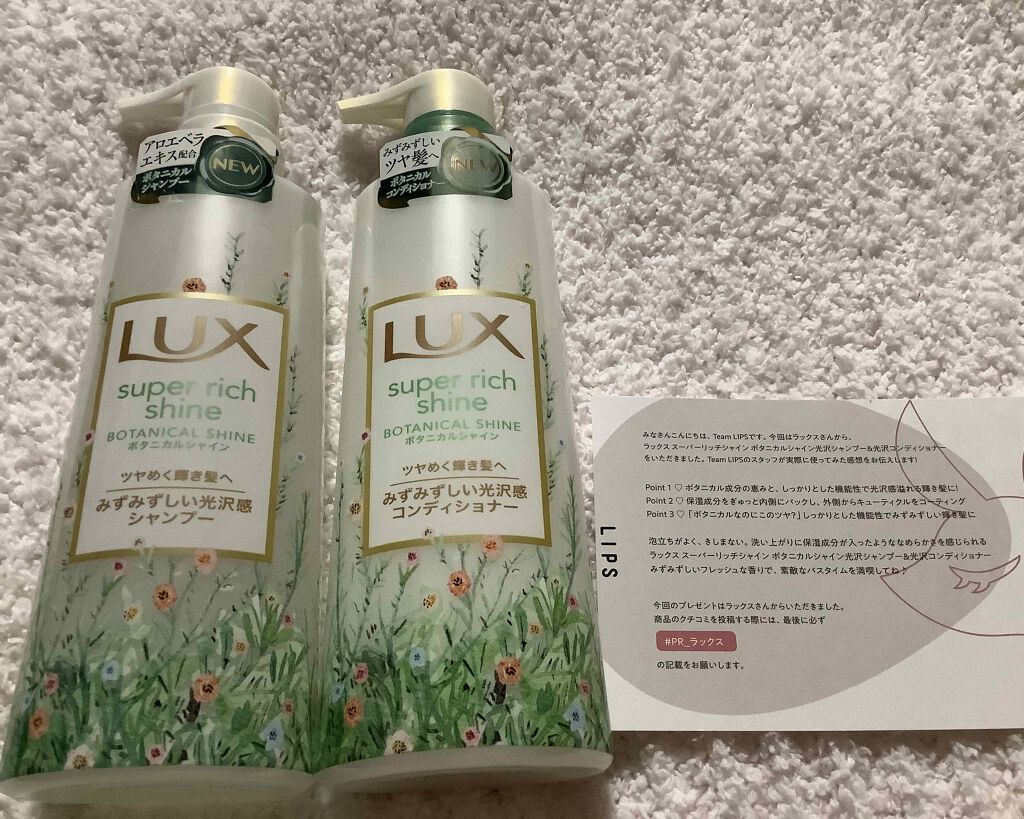 アロエベラ
エキス配合
ボタニカル
シャンプー
NEW
LUX
super rich
shine
BOTANICAL SHINE
ボタニカルシャイン
ツヤめく輝き髪へ
みずみずしい光沢感
シャンプー
みずみずしい
ツヤ髪へ
ボタニカル
コンディショナー
NEW
LUX
super rich
shine
BOTANICAL SHINE
ボタニカルシャイン
ツヤめく輝き髪へ
みずみずしい光沢感
コンディショナー
LIPS
みなさんこんにちは、Team LIPSです。今回はラックスさんから、
ラックス スーパーリッチシャイン ボタニカルシャイン光沢シャンプー&光沢コンディショナー
をいただきました。Team LIPSのスタッフが実際に使ってみた感想をお伝えします!
Point 1 ♡ ボタニカル成分の恵みと、しっかりとした機能性で光沢感溢れる輝き髪に!
Point 2 ♡ 保湿成分をぎゅっと内側にパックし、外側からキューティクルをコーティング
Point 3 ♡「ボタニカルなのにこのツヤ?」しっかりとした機能性でみずみずしい輝き髪に
泡立ちがよく、きしまない。洗い上がりに保湿成分が入ったようななめらかさを感じられる
ラックス スーパーリッチシャイン ボタニカルシャイン光沢シャンプー&光沢コンディショナー
みずみずしいフレッシュな香りで、素敵なバスタイムを満喫してね♪
今回のプレゼントはラックスさんからいただきました。
商品のクチコミを投稿する際には、最後に必ず
#PR_ラックス
の記載をお願いします。